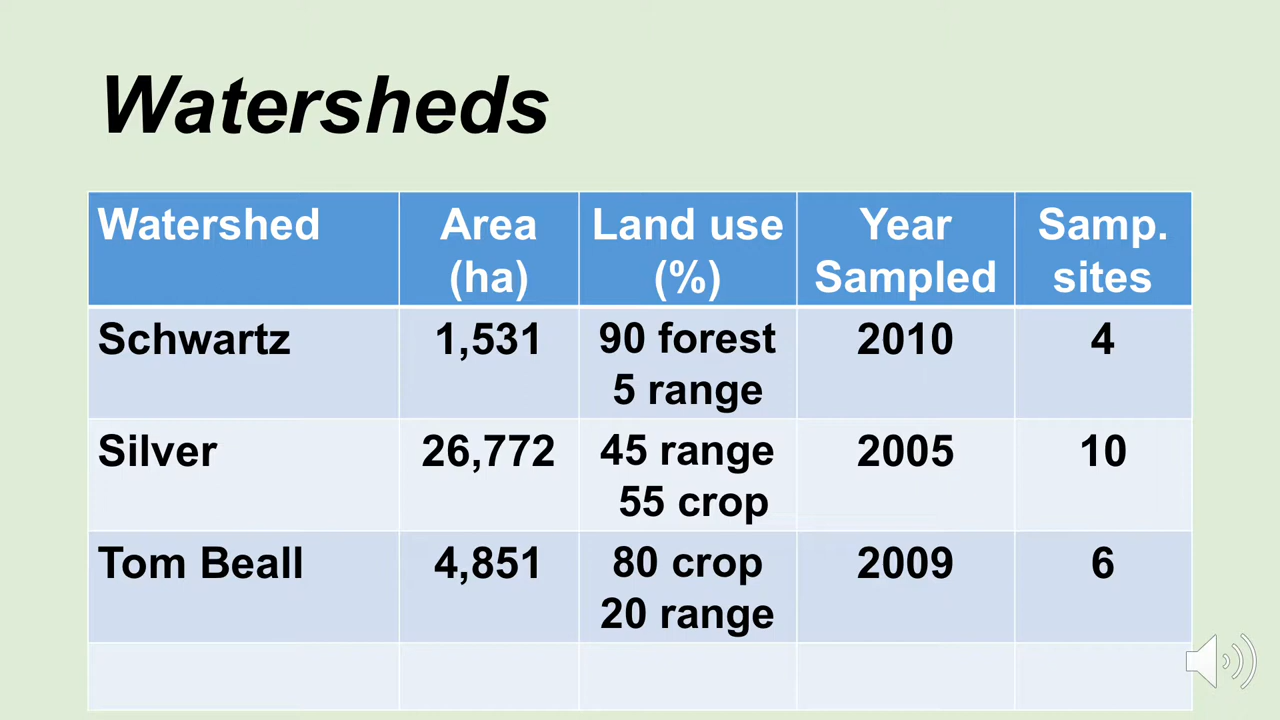 Watersheds
Watershed Area (ha) Land use (%) Year Sampled Samp. sites
Schwartz 1,531 90 forest 2010 4
5 range
Silver 26,772 45 range 2005 10
55 crop
Tom Beall 4,851 80 crop 2009 6
20 range